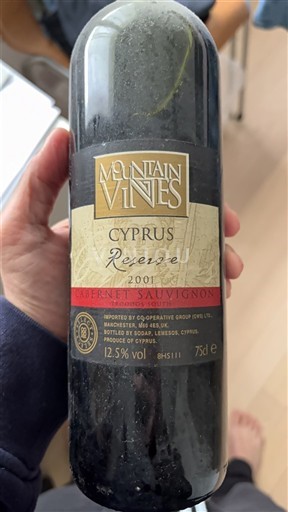 MOUNTAIN
VINES
CYPRUS
Reserve
2001
CABERNET SAUVIGNON
IMPORTED BY CO-OPERATIVE GROUP (CWS) LTD.,
MANCHESTER, M60 4ES, UK.
BOTTLED BY SODAP, LEMESOS, CYPRUS.
PRODUCE OF CYPRUS.
12.5% vol 8HS111 75cl e